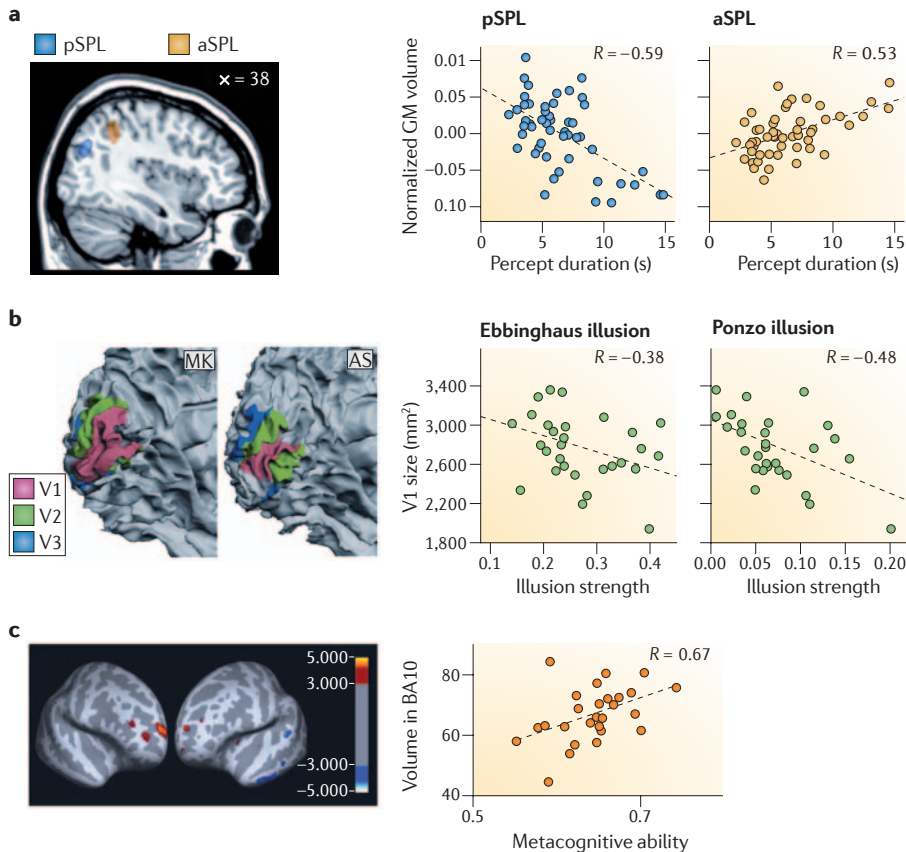 a
pSPL
aSPL
× = 38
pSPL
aSPL
R = −0.59
R = 0.53
Normalized GM volume
0.01
0.05
0.00
−0.05
0.10
0
5
10
15
0
5
10
15
Percept duration (s)
Percept duration (s)
b
MK
AS
V1
V2
V3
Ebbinghaus illusion
Ponzo illusion
R = −0.38
R = −0.48
V1 size (mm²)
3,400
3,000
2,600
2,200
1,800
0.1
0.2
0.3
0.4
0.00
0.05
0.10
0.15
0.20
Illusion strength
Illusion strength
c
5.000
3.000
−3.000
−5.000
R = 0.67
Volume in BA10
80
60
40
0.5
0.7
Metacognitive ability